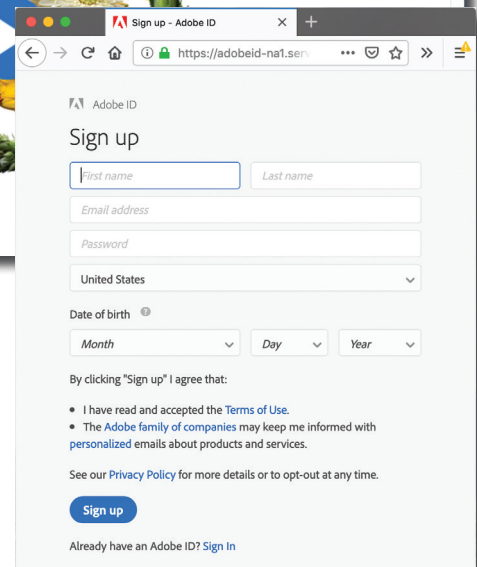 Sign up - Adobe ID
https://adobeid-na1.serv
Adobe ID
Sign up
First name
Last name
Email address
Password
United States
Date of birth
Month
Day
Year
By clicking "Sign up" I agree that:
• I have read and accepted the Terms of Use.
• The Adobe family of companies may keep me informed with
personalized emails about products and services.
See our Privacy Policy for more details or to opt-out at any time.
Sign up
Already have an Adobe ID? Sign In